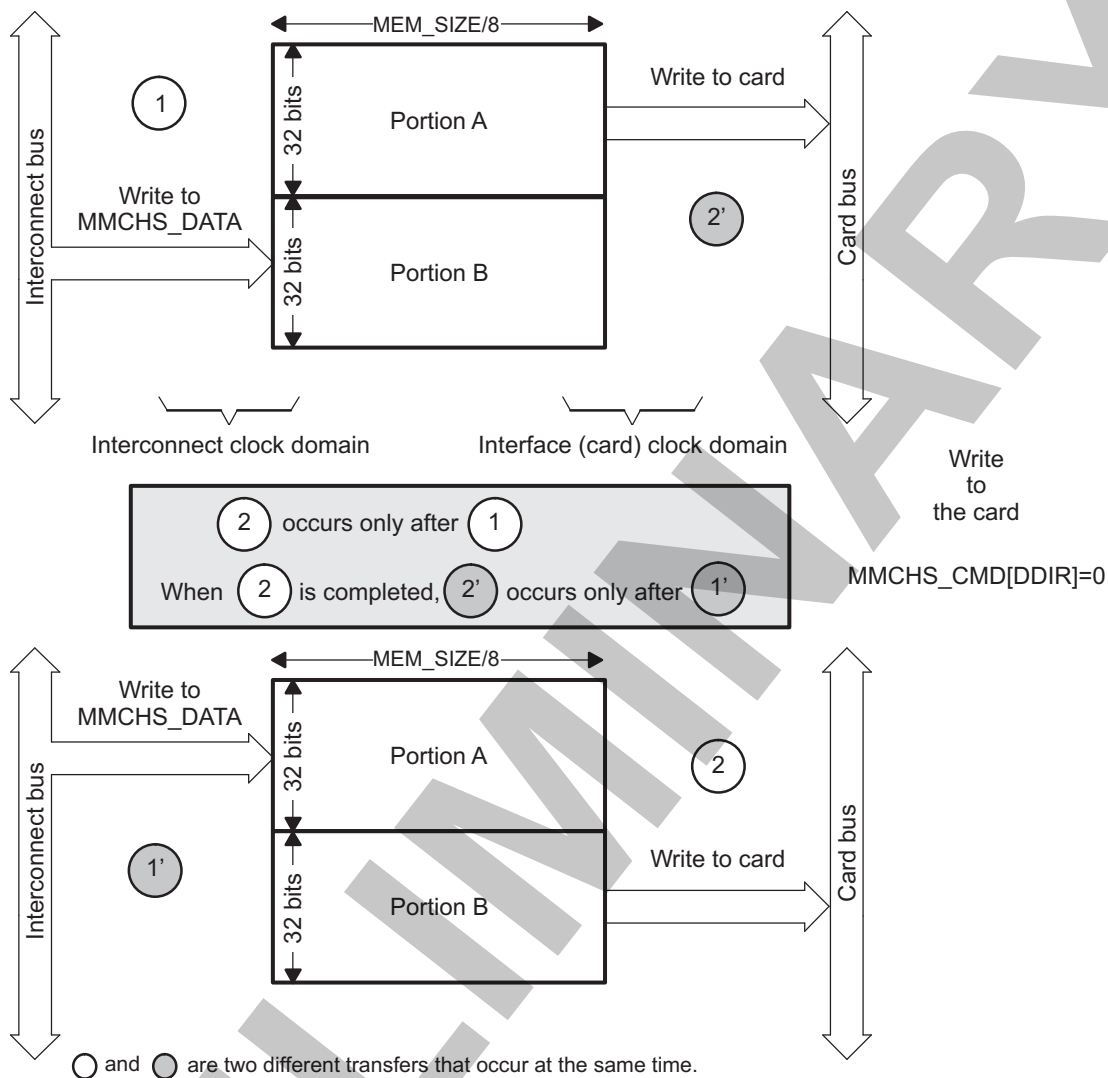 MEM_SIZE/8
Interconnect bus
1
32 bits
Portion A
Write to card
Write to
MMCHS_DATA
2'
32 bits
Portion B
Card bus
Interconnect clock domain
Interface (card) clock domain
Write
to
the card
2 occurs only after 1
When 2 is completed, 2' occurs only after 1'
MMCHS_CMD[DDIR]=0
MEM_SIZE/8
Write to
MMCHS_DATA
Interconnect bus
32 bits
Portion A
2
1'
32 bits
Portion B
Write to card
Card bus
and are two different transfers that occur at the same time.